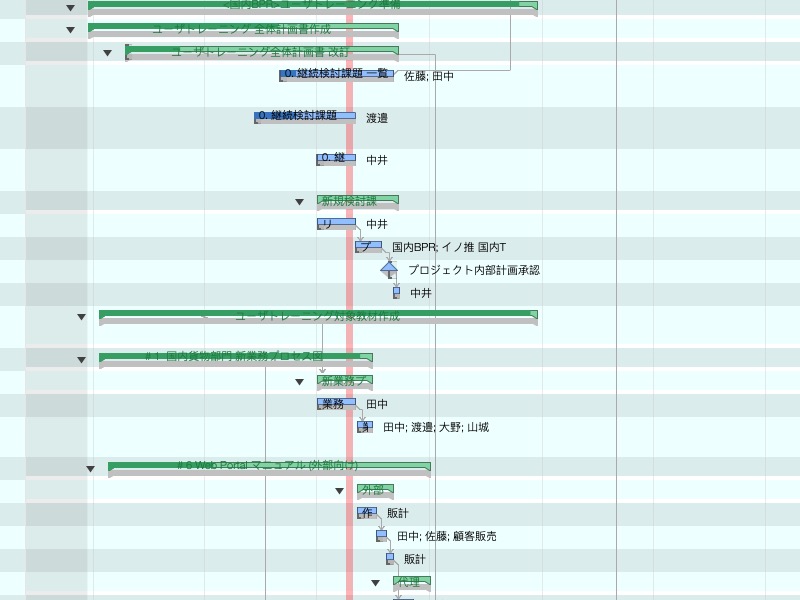 <国内BPR>ユーザトレーニング準備
ユーザトレーニング 全体計画書作成
ユーザトレーニング全体計画書 改訂
0. 継続検討課題 一覧 佐藤; 田中
0. 継続検討課題 渡邉
0. 継 中井
新規検討課
リ 中井
プ 国内BPR; イノ推 国内T
プロジェクト内部計画承認
中井
ユーザトレーニング対象教材作成
#4 国内貨物部門 新業務プロセス図
新業務プ
業務 田中
田中; 渡邉; 大野; 山城
#6 Web Portal マニュアル (外部向け)
外部
作 販計
田中; 佐藤; 顧客販売
販計
代理